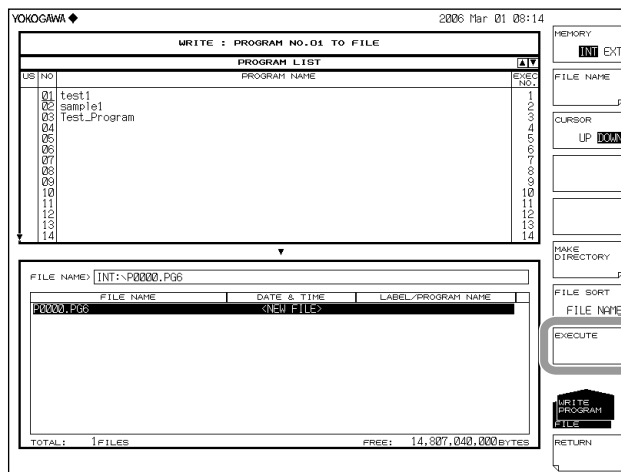 YOKOGAWA ◆ 2006 Mar 01 08:14
WRITE : PROGRAM NO.01 TO FILE
PROGRAM LIST ▲▼
US NO PROGRAM NAME EXEC NO.
01 test1 1
02 sample1 2
03 Test_Program 3
04 4
05 5
06 6
07 7
08 8
09 9
10 10
11 11
12 12
13 13
14 14
▼
FILE NAME> INT:\P0000.PG6
FILE NAME DATE & TIME LABEL/PROGRAM NAME
P0000.PG6 <NEW FILE>
TOTAL: 1FILES FREE: 14,807,040,000BYTES
MEMORY
INT EXT
FILE NAME
CURSOR
UP DOWN
MAKE
DIRECTORY
FILE SORT
FILE NAME
EXECUTE
WRITE
PROGRAM
FILE
RETURN